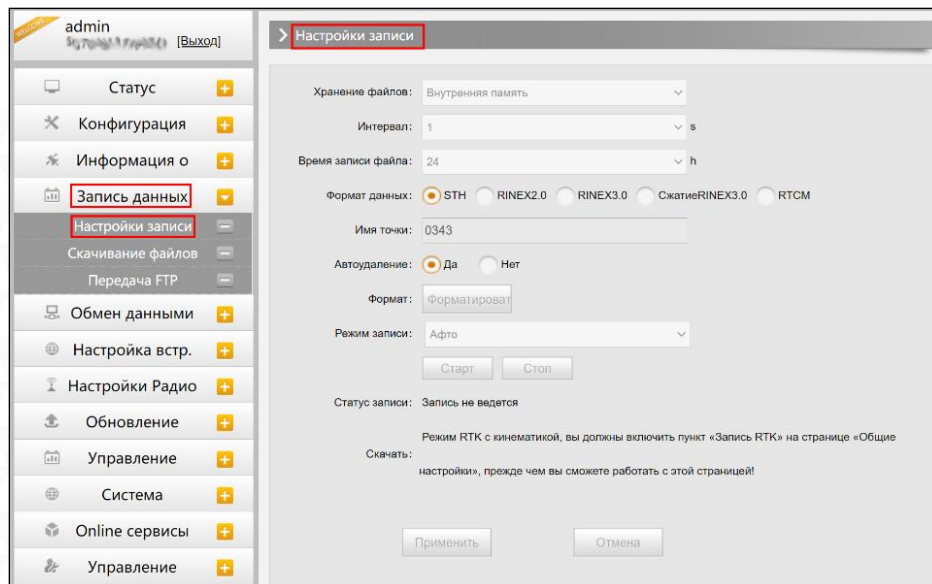 WELCOME
admin
[Выход]
Статус
Конфигурация
Информация о
Запись данных
Настройки записи
Скачивание файлов
Передача FTP
Обмен данными
Настройка встр.
Настройки Радио
Обновление
Управление
Система
Online сервисы
Управление
Настройки записи
Хранение файлов: Внутренняя память
Интервал: 1 s
Время записи файла: 24 h
Формат данных: STH RINEX2.0 RINEX3.0 СжатиеRINEX3.0 RTCM
Имя точки: 0343
Автоудаление: Да Нет
Формат: Форматироват
Режим записи: Афто
Старт Стоп
Статус записи: Запись не ведется
Режим RTK с кинематикой, вы должны включить пункт «Запись RTK» на странице «Общие
Скачать:
настройки», прежде чем вы сможете работать с этой страницей!
Применить Отмена